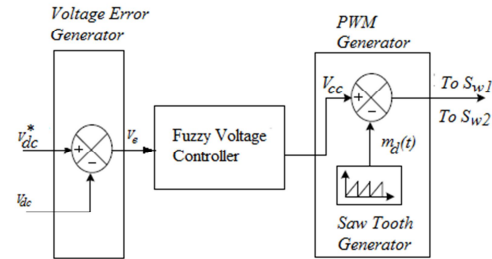 Voltage Error
Generator
PWM
Generator
V*dc
+
−
Vdc
Ve
Fuzzy Voltage
Controller
Vcc
+
−
To Sw1
To Sw2
md(t)
Saw Tooth
Generator